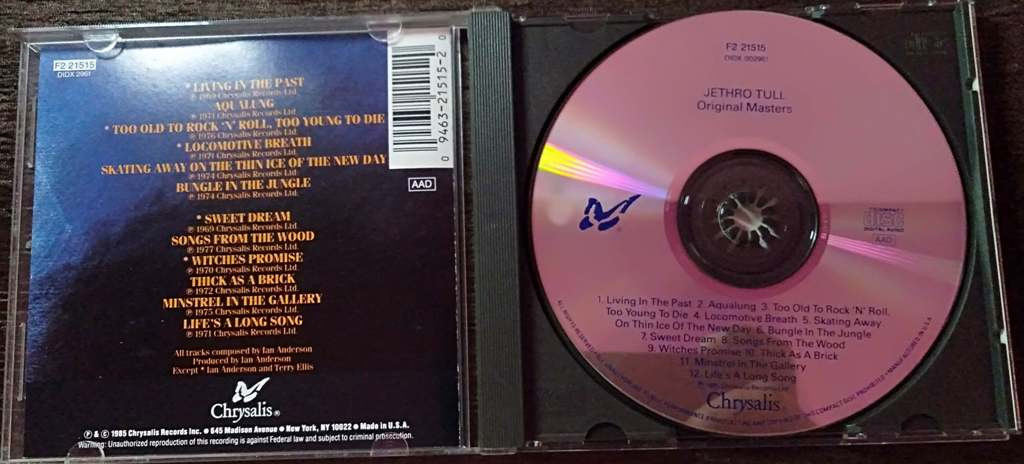 F2 21515
DIDX 2961
* LIVING IN THE PAST
℗ 1969 Chrysalis Records Ltd.
AQUALUNG
℗ 1971 Chrysalis Records Ltd.
* TOO OLD TO ROCK 'N' ROLL, TOO YOUNG TO DIE
℗ 1976 Chrysalis Records Ltd.
* LOCOMOTIVE BREATH
℗ 1971 Chrysalis Records Ltd.
SKATING AWAY ON THE THIN ICE OF THE NEW DAY
℗ 1974 Chrysalis Records Ltd.
BUNGLE IN THE JUNGLE
℗ 1974 Chrysalis Records Ltd.
* SWEET DREAM
℗ 1969 Chrysalis Records Ltd.
SONGS FROM THE WOOD
℗ 1977 Chrysalis Records Ltd.
* WITCHES PROMISE
℗ 1970 Chrysalis Records Ltd.
THICK AS A BRICK
℗ 1972 Chrysalis Records Ltd.
MINSTREL IN THE GALLERY
℗ 1975 Chrysalis Records Ltd.
LIFE'S A LONG SONG
℗ 1971 Chrysalis Records Ltd.
All tracks composed by Ian Anderson
Produced by Ian Anderson
Except * Ian Anderson and Terry Ellis
Chrysalis ®
℗ & © 1985 Chrysalis Records Inc. • 645 Madison Avenue • New York, NY 10022 • Made in U.S.A.
Warning: Unauthorized reproduction of this recording is against Federal law and subject to criminal prosecution.
0 9463-21515-2 0
AAD
F2 21515
DIDX 002961
JETHRO TULL
Original Masters
COMPACT
disc
DIGITAL AUDIO
AAD
1. Living In The Past 2. Aqualung 3. Too Old To Rock 'N' Roll,
Too Young To Die 4. Locomotive Breath 5. Skating Away
On Thin Ice Of The New Day 6. Bungle In The Jungle
7. Sweet Dream 8. Songs From The Wood
9. Witches Promise 10. Thick As A Brick
11. Minstrel In The Gallery
12. Life's A Long Song
Chrysalis
COMPACT DISC PROHIBITED • MANUFACTURED IN U.S.A.